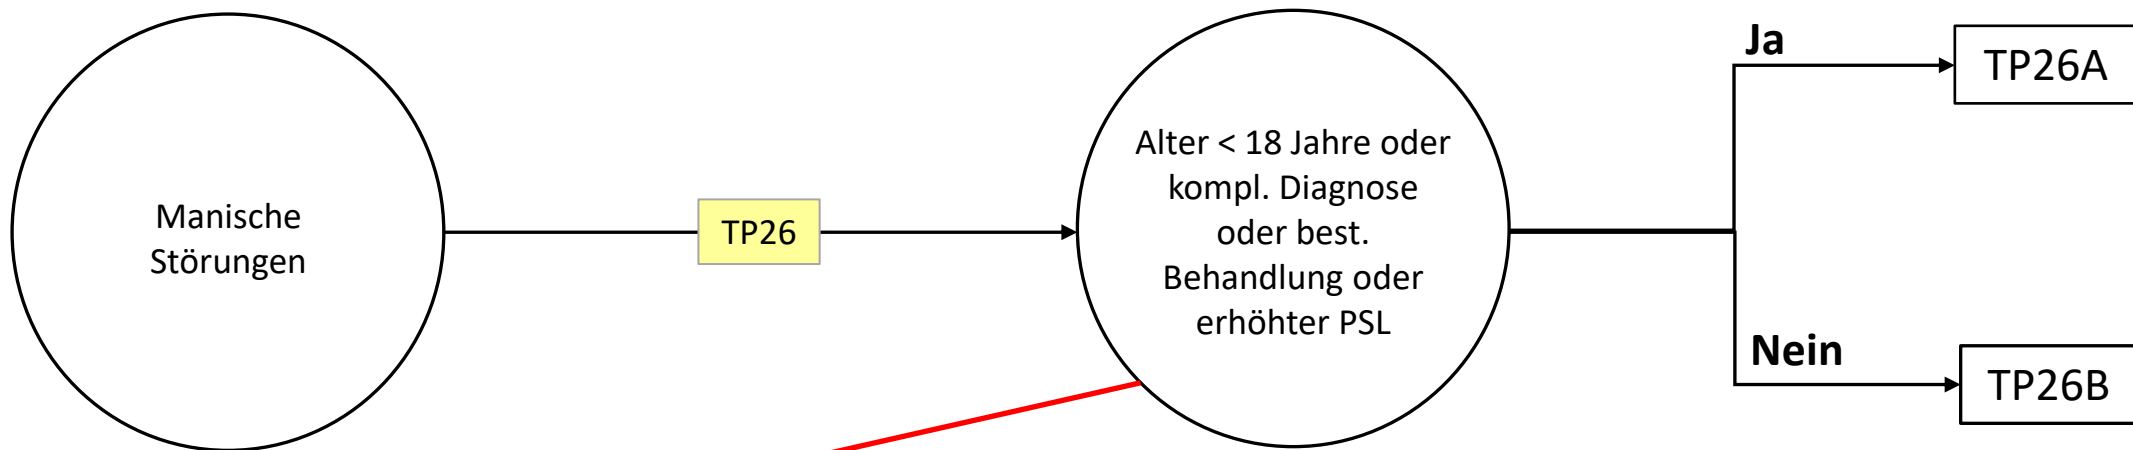 Manische
Störungen
TP26
Alter < 18 Jahre oder
kompl. Diagnose
oder best.
Behandlung oder
erhöhter PSL
Ja
TP26A
Nein
TP26B